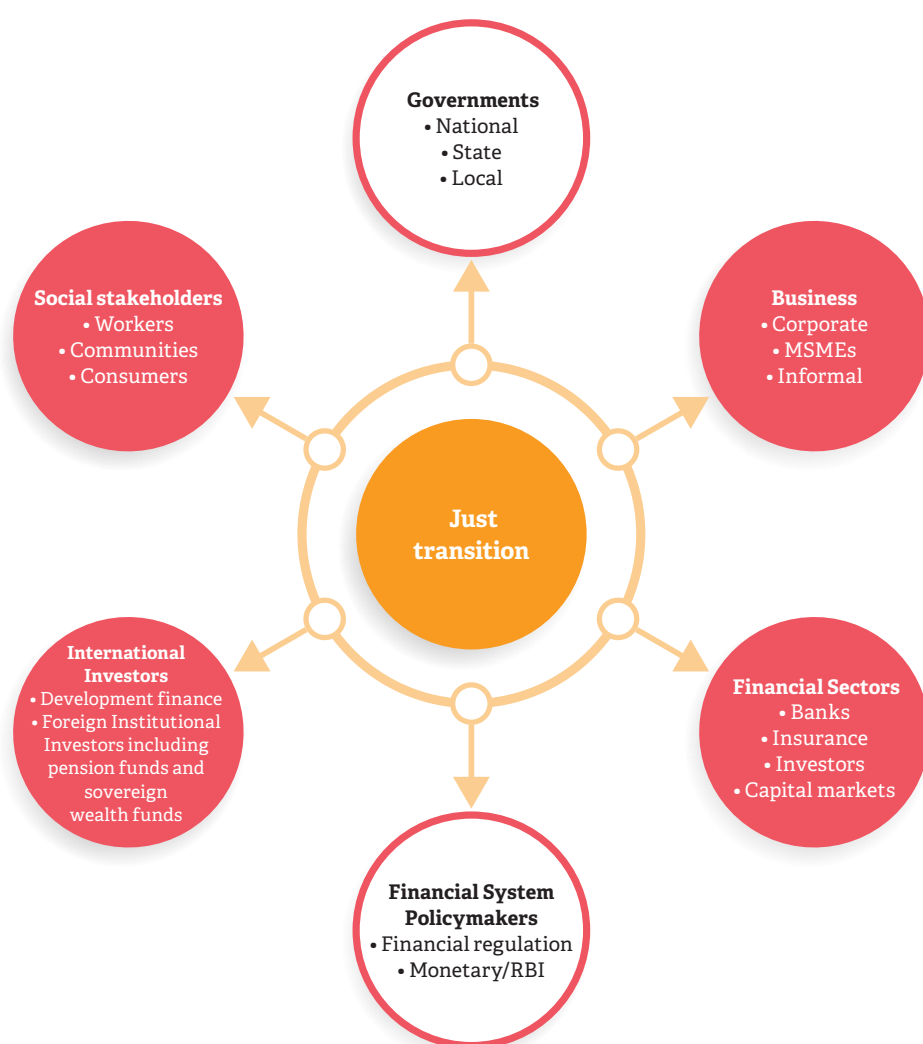 Governments
• National
• State
• Local
Social stakeholders
• Workers
• Communities
• Consumers
Business
• Corporate
• MSMEs
• Informal
Just
transition
International
Investors
• Development finance
• Foreign Institutional
Investors including
pension funds and
sovereign
wealth funds
Financial Sectors
• Banks
• Insurance
• Investors
• Capital markets
Financial System
Policymakers
• Financial regulation
• Monetary/RBI